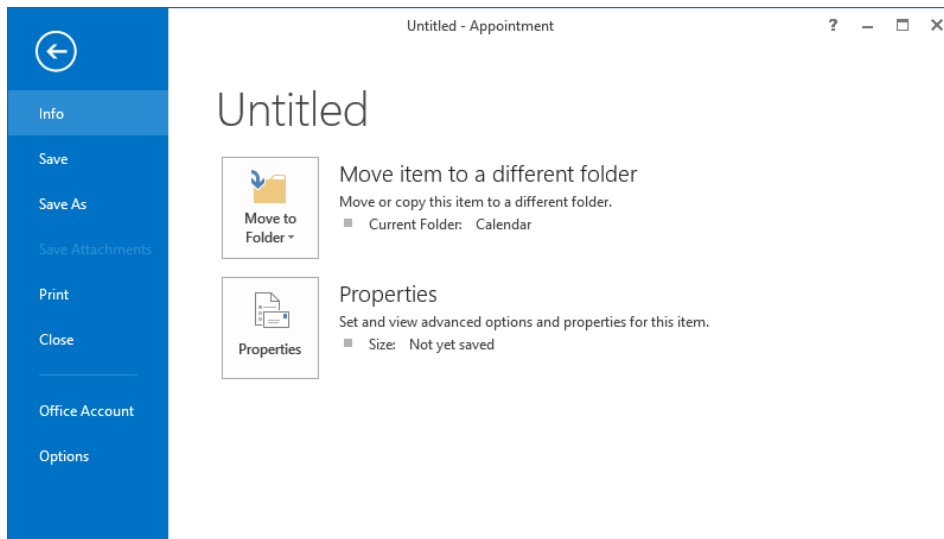 Untitled - Appointment
?
Info
Save
Save As
Save Attachments
Print
Close
Office Account
Options
Untitled
Move to
Folder
Move item to a different folder
Move or copy this item to a different folder.
Current Folder: Calendar
Properties
Properties
Set and view advanced options and properties for this item.
Size: Not yet saved